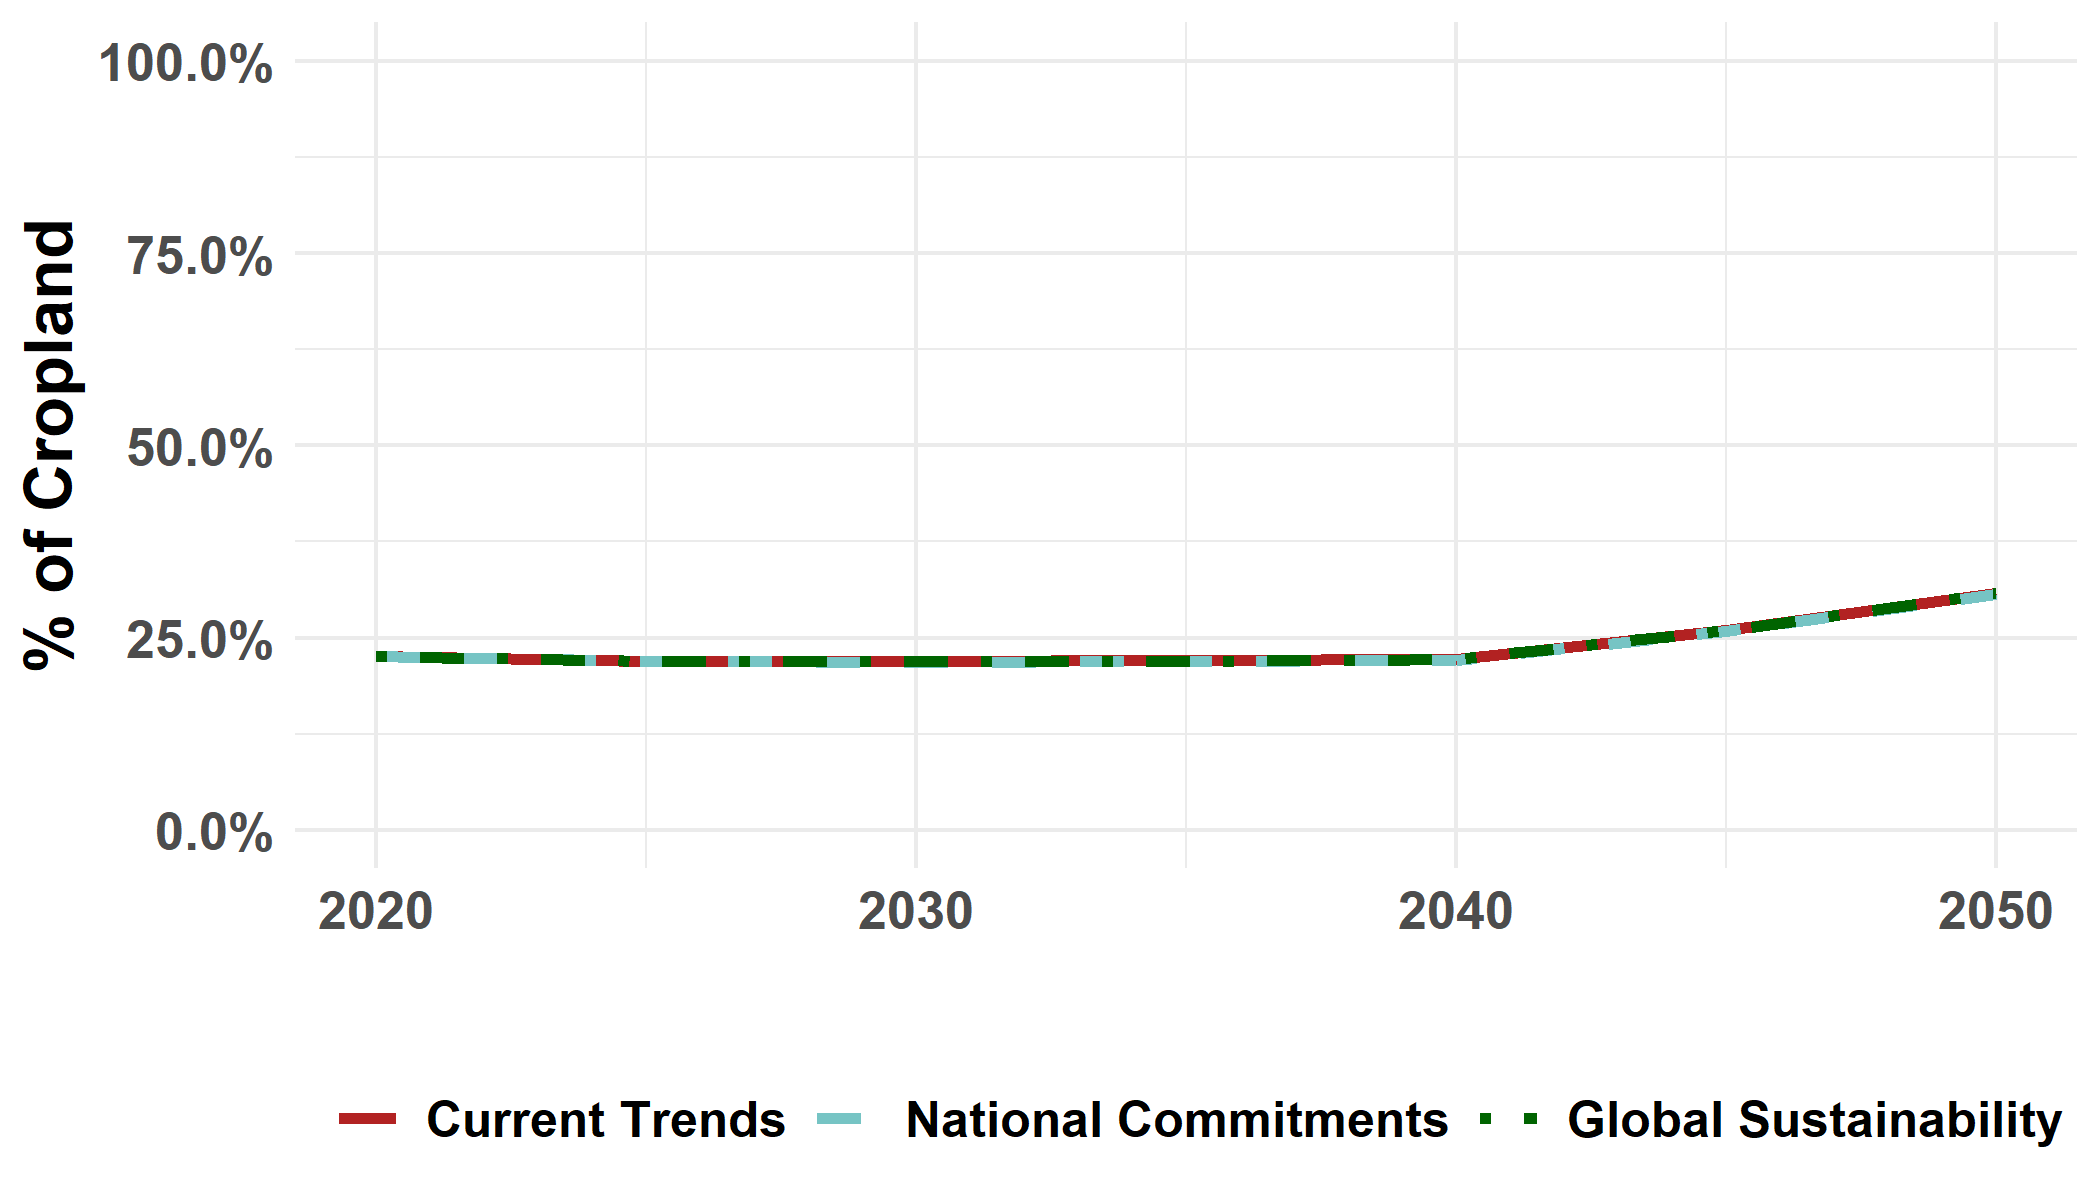 % of Cropland
100.0%
75.0%
50.0%
25.0%
0.0%
2020 2030 2040 2050
Current Trends National Commitments Global Sustainability